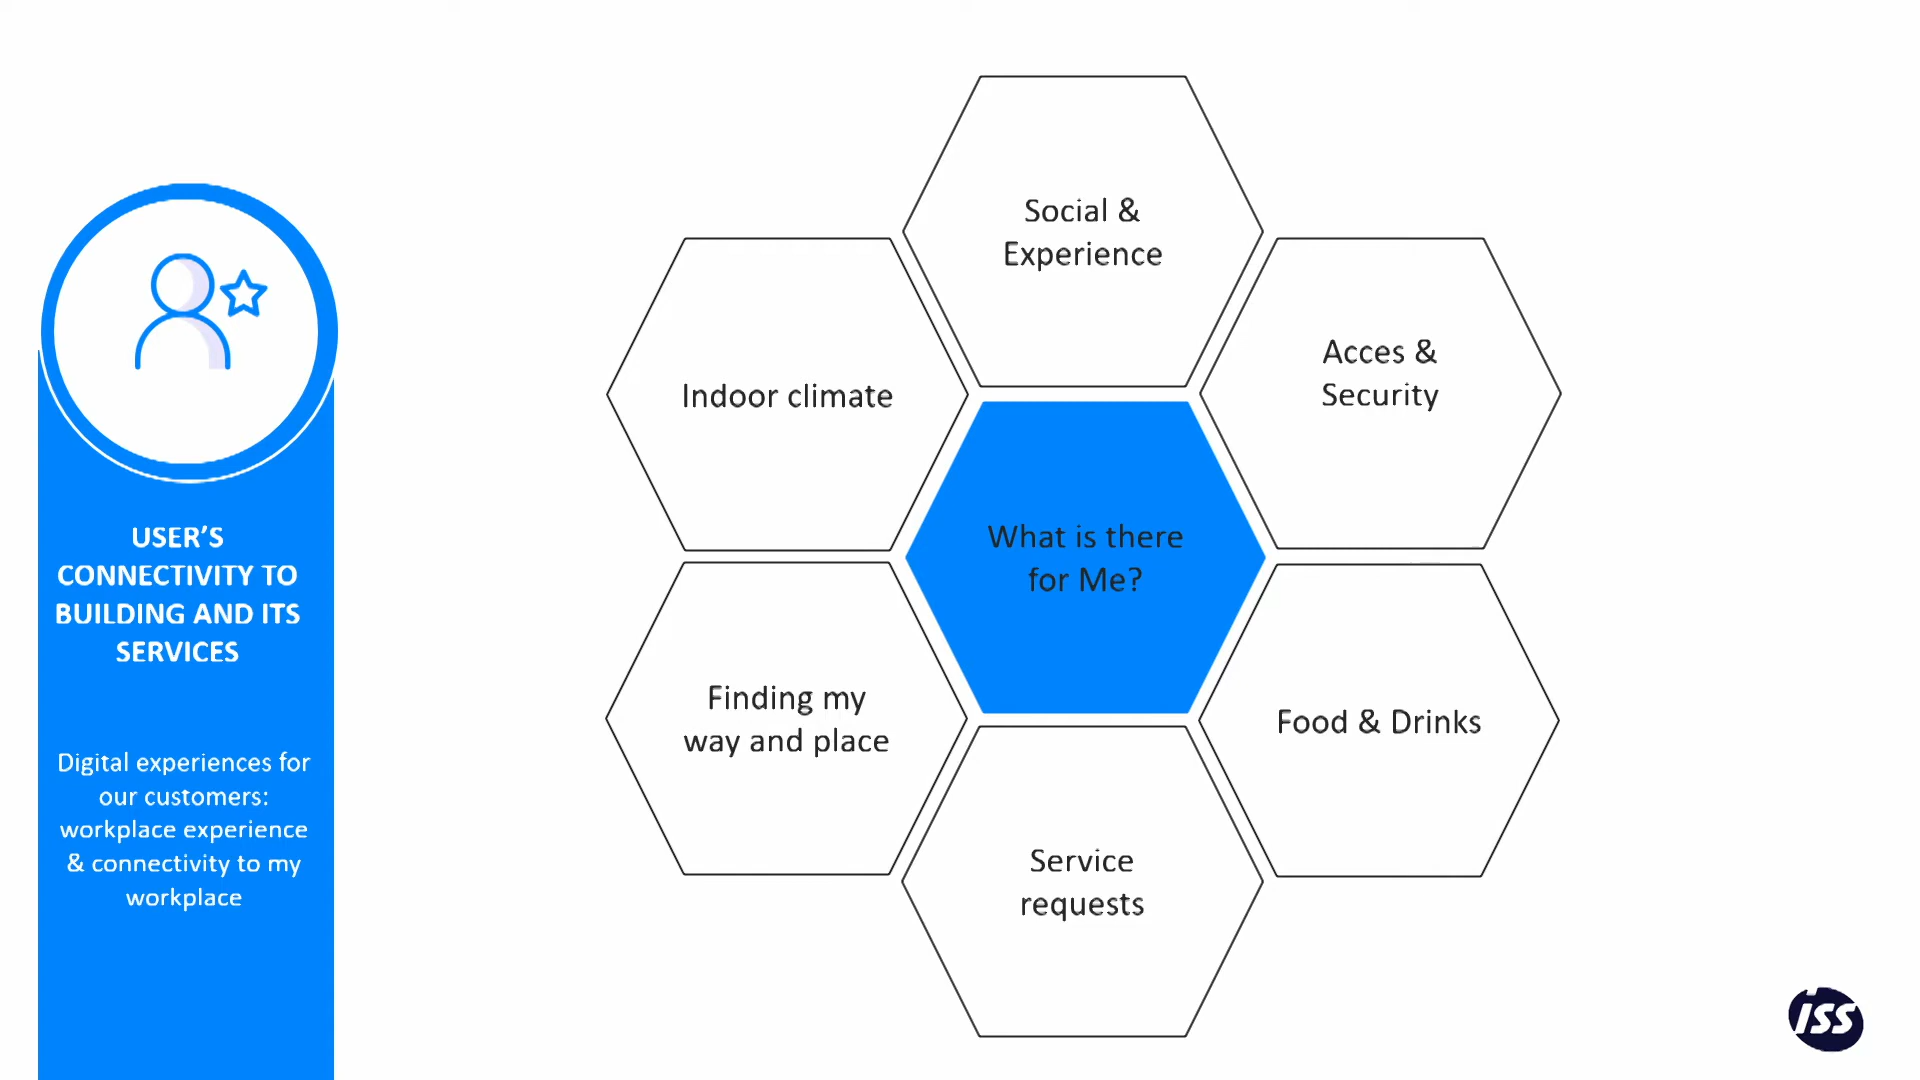 USER’S
CONNECTIVITY TO
BUILDING AND ITS
SERVICES
Digital experiences for
our customers:
workplace experience
& connectivity to my
workplace
Social &
Experience
Indoor climate
Acces &
Security
What is there
for Me?
Finding my
way and place
Food & Drinks
Service
requests
ISS